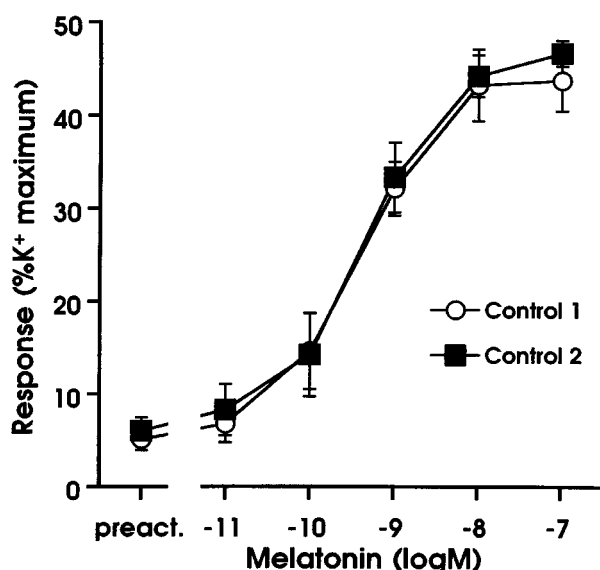 Response (%K⁺ maximum)
50
40
30
20
10
0
Control 1
Control 2
preact. -11 -10 -9 -8 -7
Melatonin (logM)